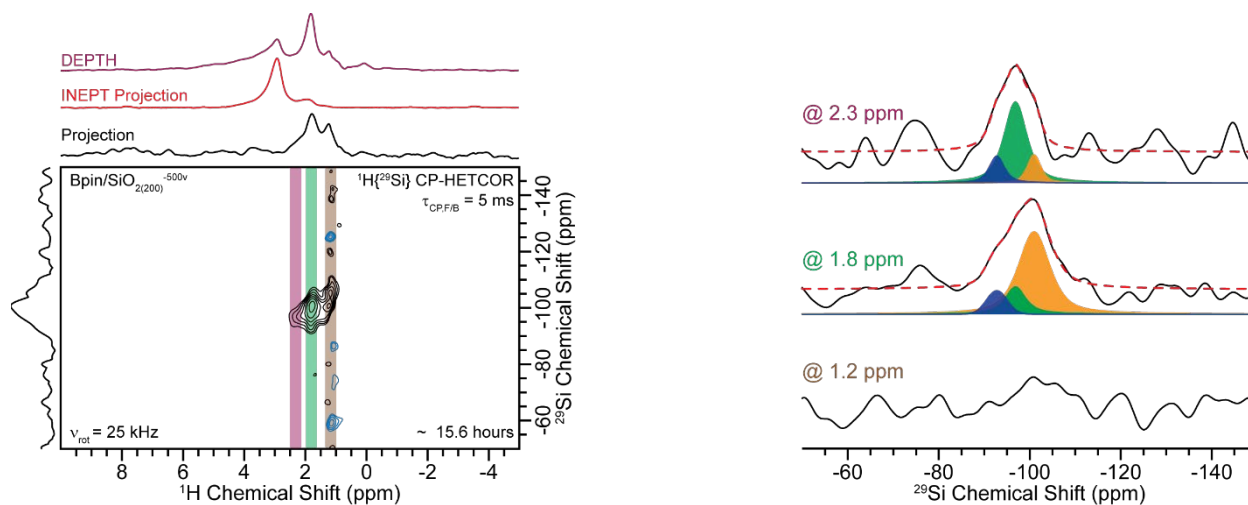 DEPTH
INEPT Projection
Projection
Bpin/SiO2(200)-500v
1H{29Si} CP-HETCOR
τCP,F/B = 5 ms
νrot = 25 kHz
~ 15.6 hours
-140
-120
-100
-80
-60
29Si Chemical Shift (ppm)
8 6 4 2 0 -2 -4
1H Chemical Shift (ppm)
@ 2.3 ppm
@ 1.8 ppm
@ 1.2 ppm
-60 -80 -100 -120 -140
29Si Chemical Shift (ppm)